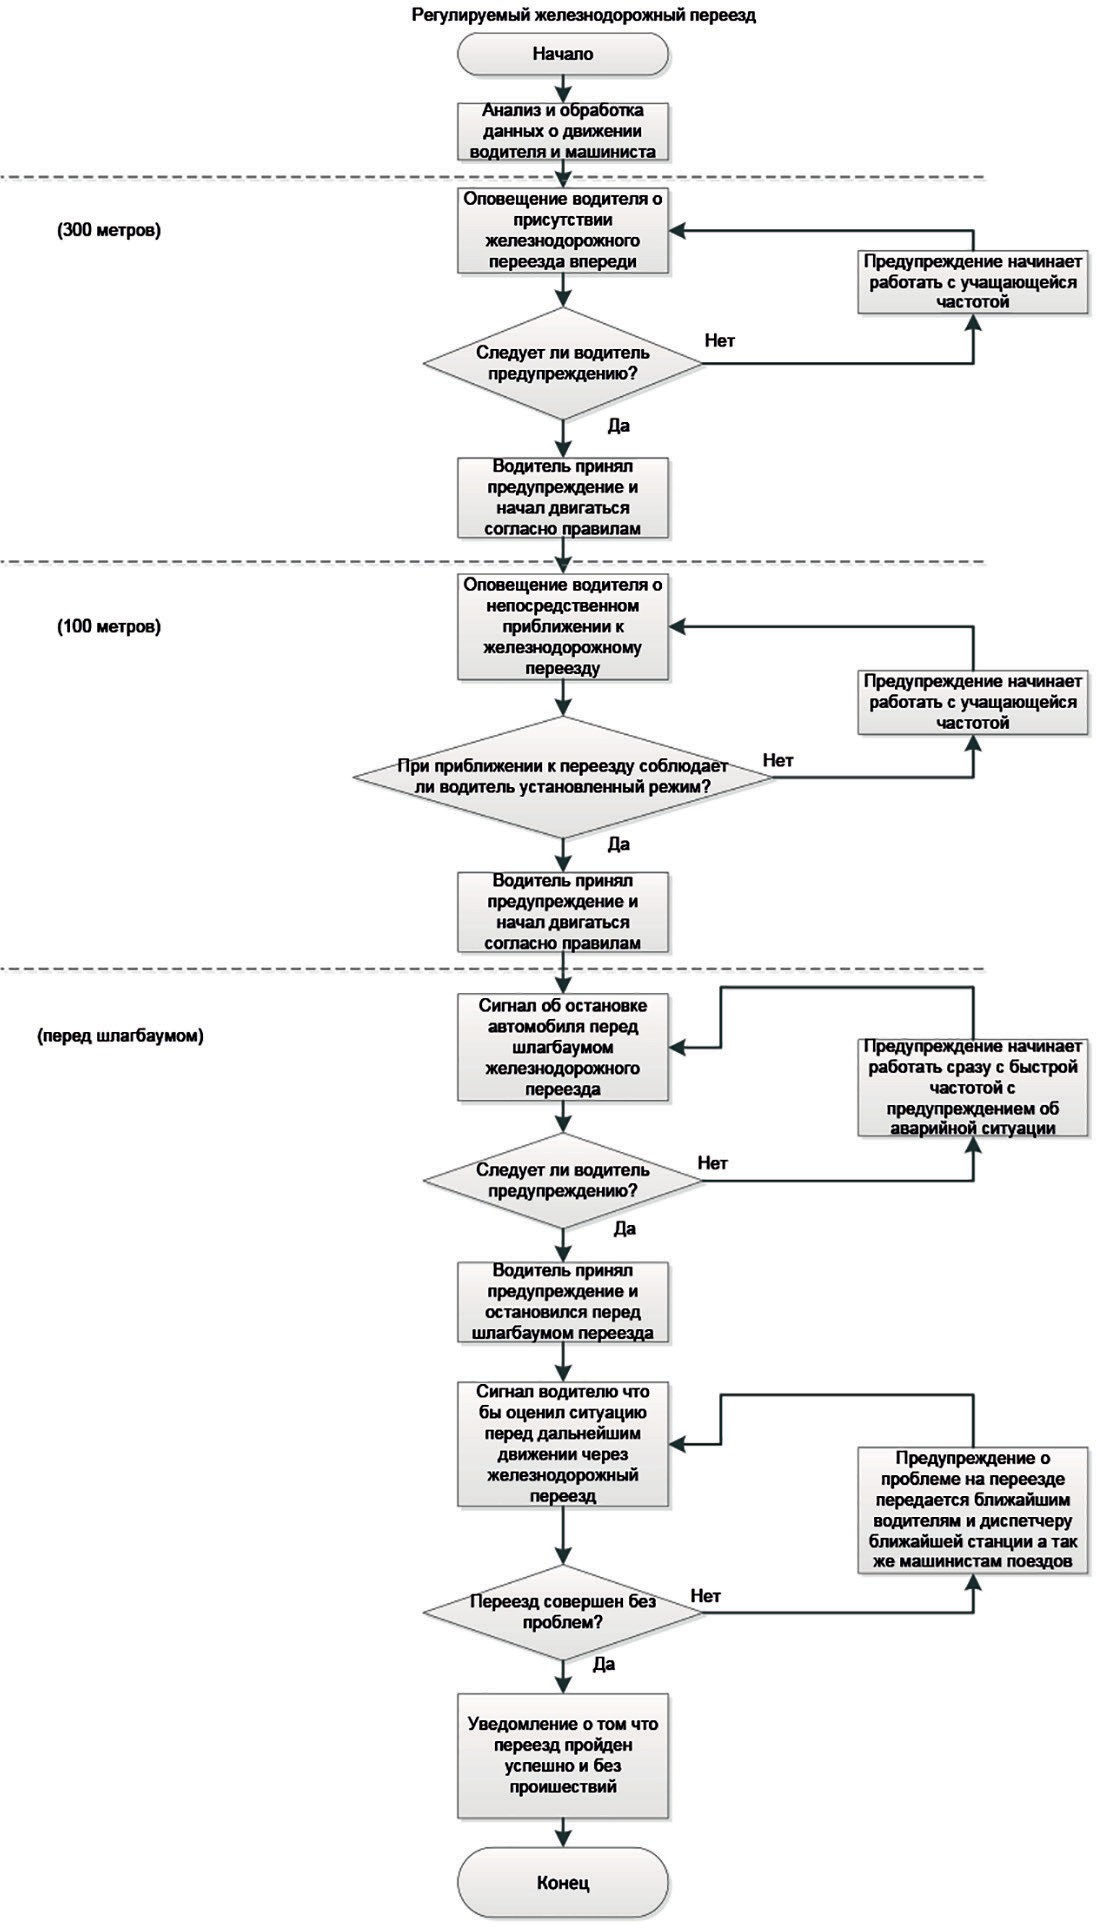 Регулируемый железнодорожный переезд
Начало
Анализ и обработка
данных о движении
водителя и машиниста
(300 метров)
Оповещение водителя о
присутствии
железнодорожного
переезда впереди
Предупреждение начинает
работать с учащающейся
частотой
Нет
Следует ли водитель
предупреждению?
Да
Водитель принял
предупреждение и
начал двигаться
согласно правилам
(100 метров)
Оповещение водителя о
непосредственном
приближении к
железнодорожному
переезду
Предупреждение начинает
работать с учащающейся
частотой
Нет
При приближении к переезду соблюдает
ли водитель установленный режим?
Да
Водитель принял
предупреждение и
начал двигаться
согласно правилам
(перед шлагбаумом)
Сигнал об остановке
автомобиля перед
шлагбаумом
железнодорожного
переезда
Предупреждение начинает
работать сразу с быстрой
частотой с
предупреждением об
аварийной ситуации
Нет
Следует ли водитель
предупреждению?
Да
Водитель принял
предупреждение и
остановился перед
шлагбаумом переезда
Сигнал водителю что
бы оценил ситуацию
перед дальнейшим
движении через
железнодорожный
переезд
Предупреждение о
проблеме на переезде
передается ближайшим
водителям и диспетчеру
ближайшей станции а так
же машинистам поездов
Нет
Переезд совершен без
проблем?
Да
Уведомление о том что
переезд пройден
успешно и без
проишествий
Конец